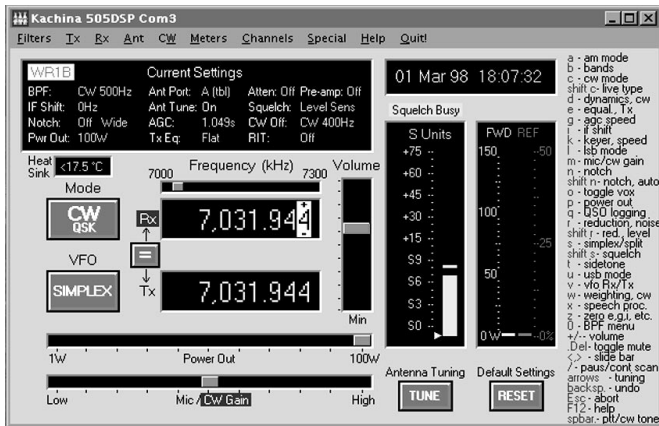 Kachina 505DSP Com3
Filters Tx Rx Ant CW Meters Channels Special Help Quit!
WR1B Current Settings
BPF: CW 500Hz Ant Port: A (tbl) Atten: Off Pre-amp: Off
IF Shift: 0Hz Ant Tune: On Squelch: Level Sens
Notch: Off Wide AGC: 1.049s CW Off: CW 400Hz
Pwr Out: 100W Tx Eq: Flat RIT: Off
01 Mar 98 18:07:32
Squelch Busy
Heat Sink <17.5 °C
7000 Frequency (kHz) 7300 Volume
Mode
CW
QSK
Rx
7,031.944
+
-
=
VFO
SIMPLEX
Tx
7,031.944
Min
1W Power Out 100W
Low Mic / CW Gain High
S Units
+75
+60
+45
+30
+15
S9
S6
S3
S0
FWD REF
150 50
100
25
50
0W 0%
Antenna Tuning
TUNE
Default Settings
RESET
a - am mode
b - bands
c - cw mode
shift c- live type
d - dynamics, cw
e - equal., Tx
g - agc speed
i - if shift
k - keyer, speed
l - lsb mode
m - mic/cw gain
n - notch
shift n - notch, auto
o - toggle vox
p - power out
q - QSO logging
r - reduction, noise
shift r - red., level
s - simplex/split
shift s - squelch
t - sidetone
u - usb mode
v - vfo Rx/Tx
w - weighting, cw
x - speech proc.
z - zero e,g,i, etc.
0 - BPF menu
+/-- volume
.Del- toggle mute
<,> - slide bar
/ - paus/cont scan
arrows - tuning
backsp. - undo
Esc - abort
F12 - help
spbar.- ptt/cw tone